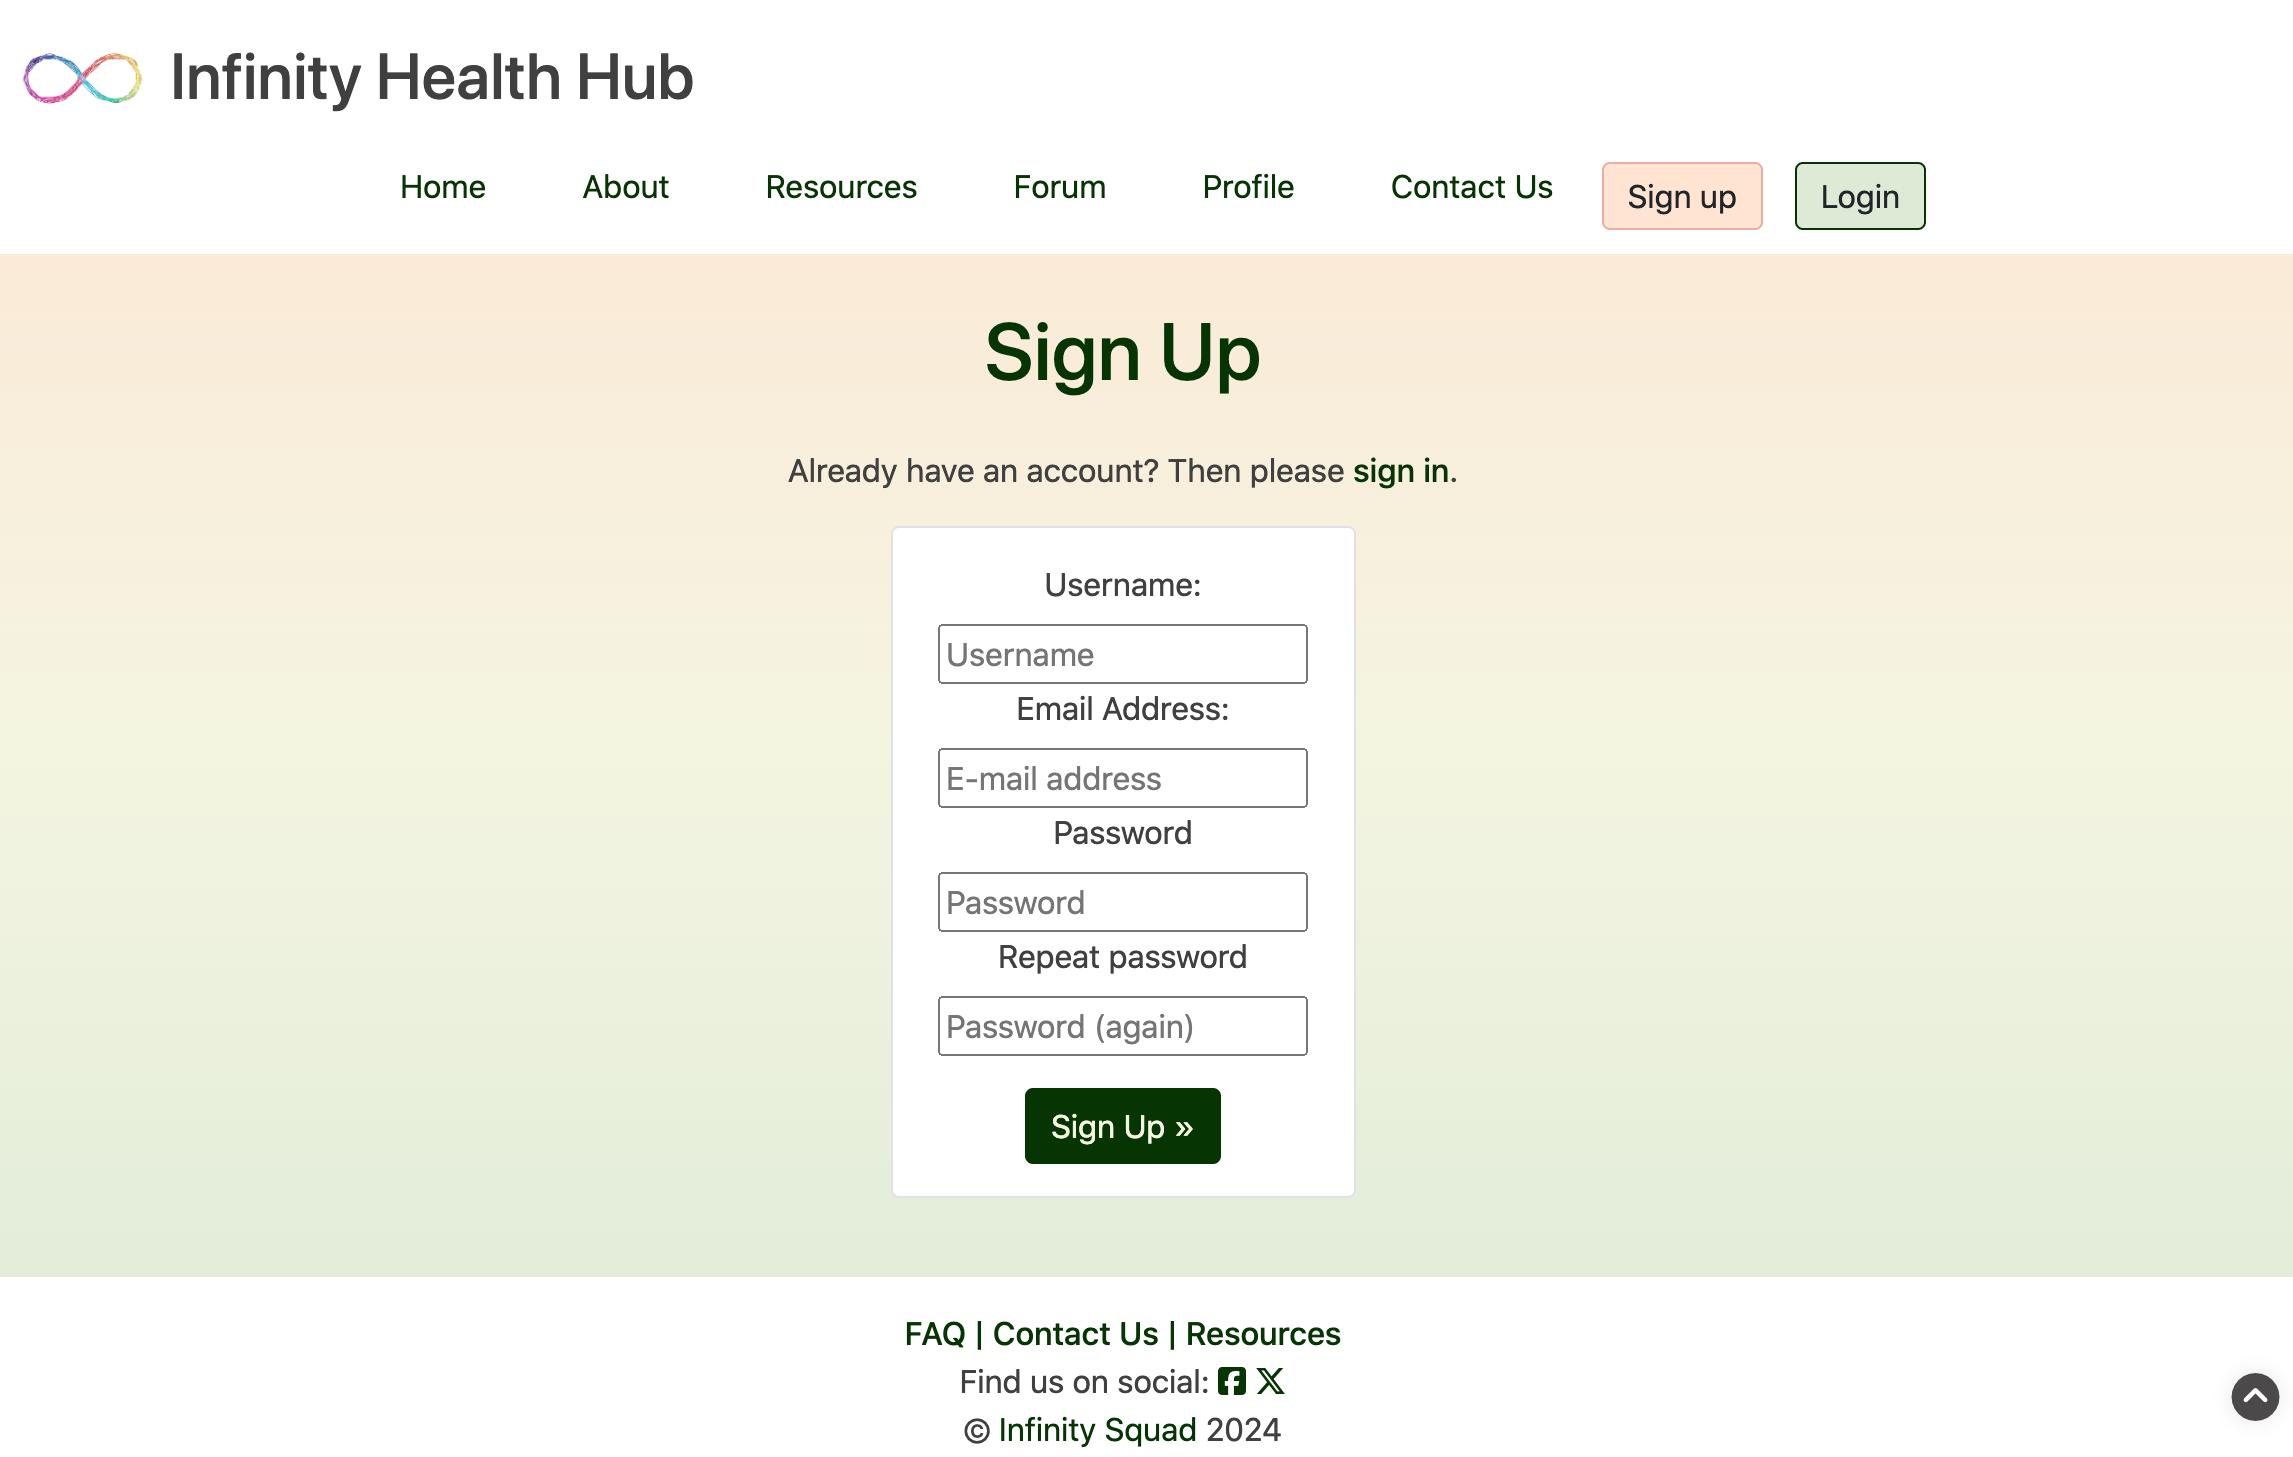 Infinity Health Hub
Home About Resources Forum Profile Contact Us Sign up Login
Sign Up
Already have an account? Then please sign in.
Username:
Username
Email Address:
E-mail address
Password
Password
Repeat password
Password (again)
Sign Up »
FAQ | Contact Us | Resources
Find us on social:
© Infinity Squad 2024